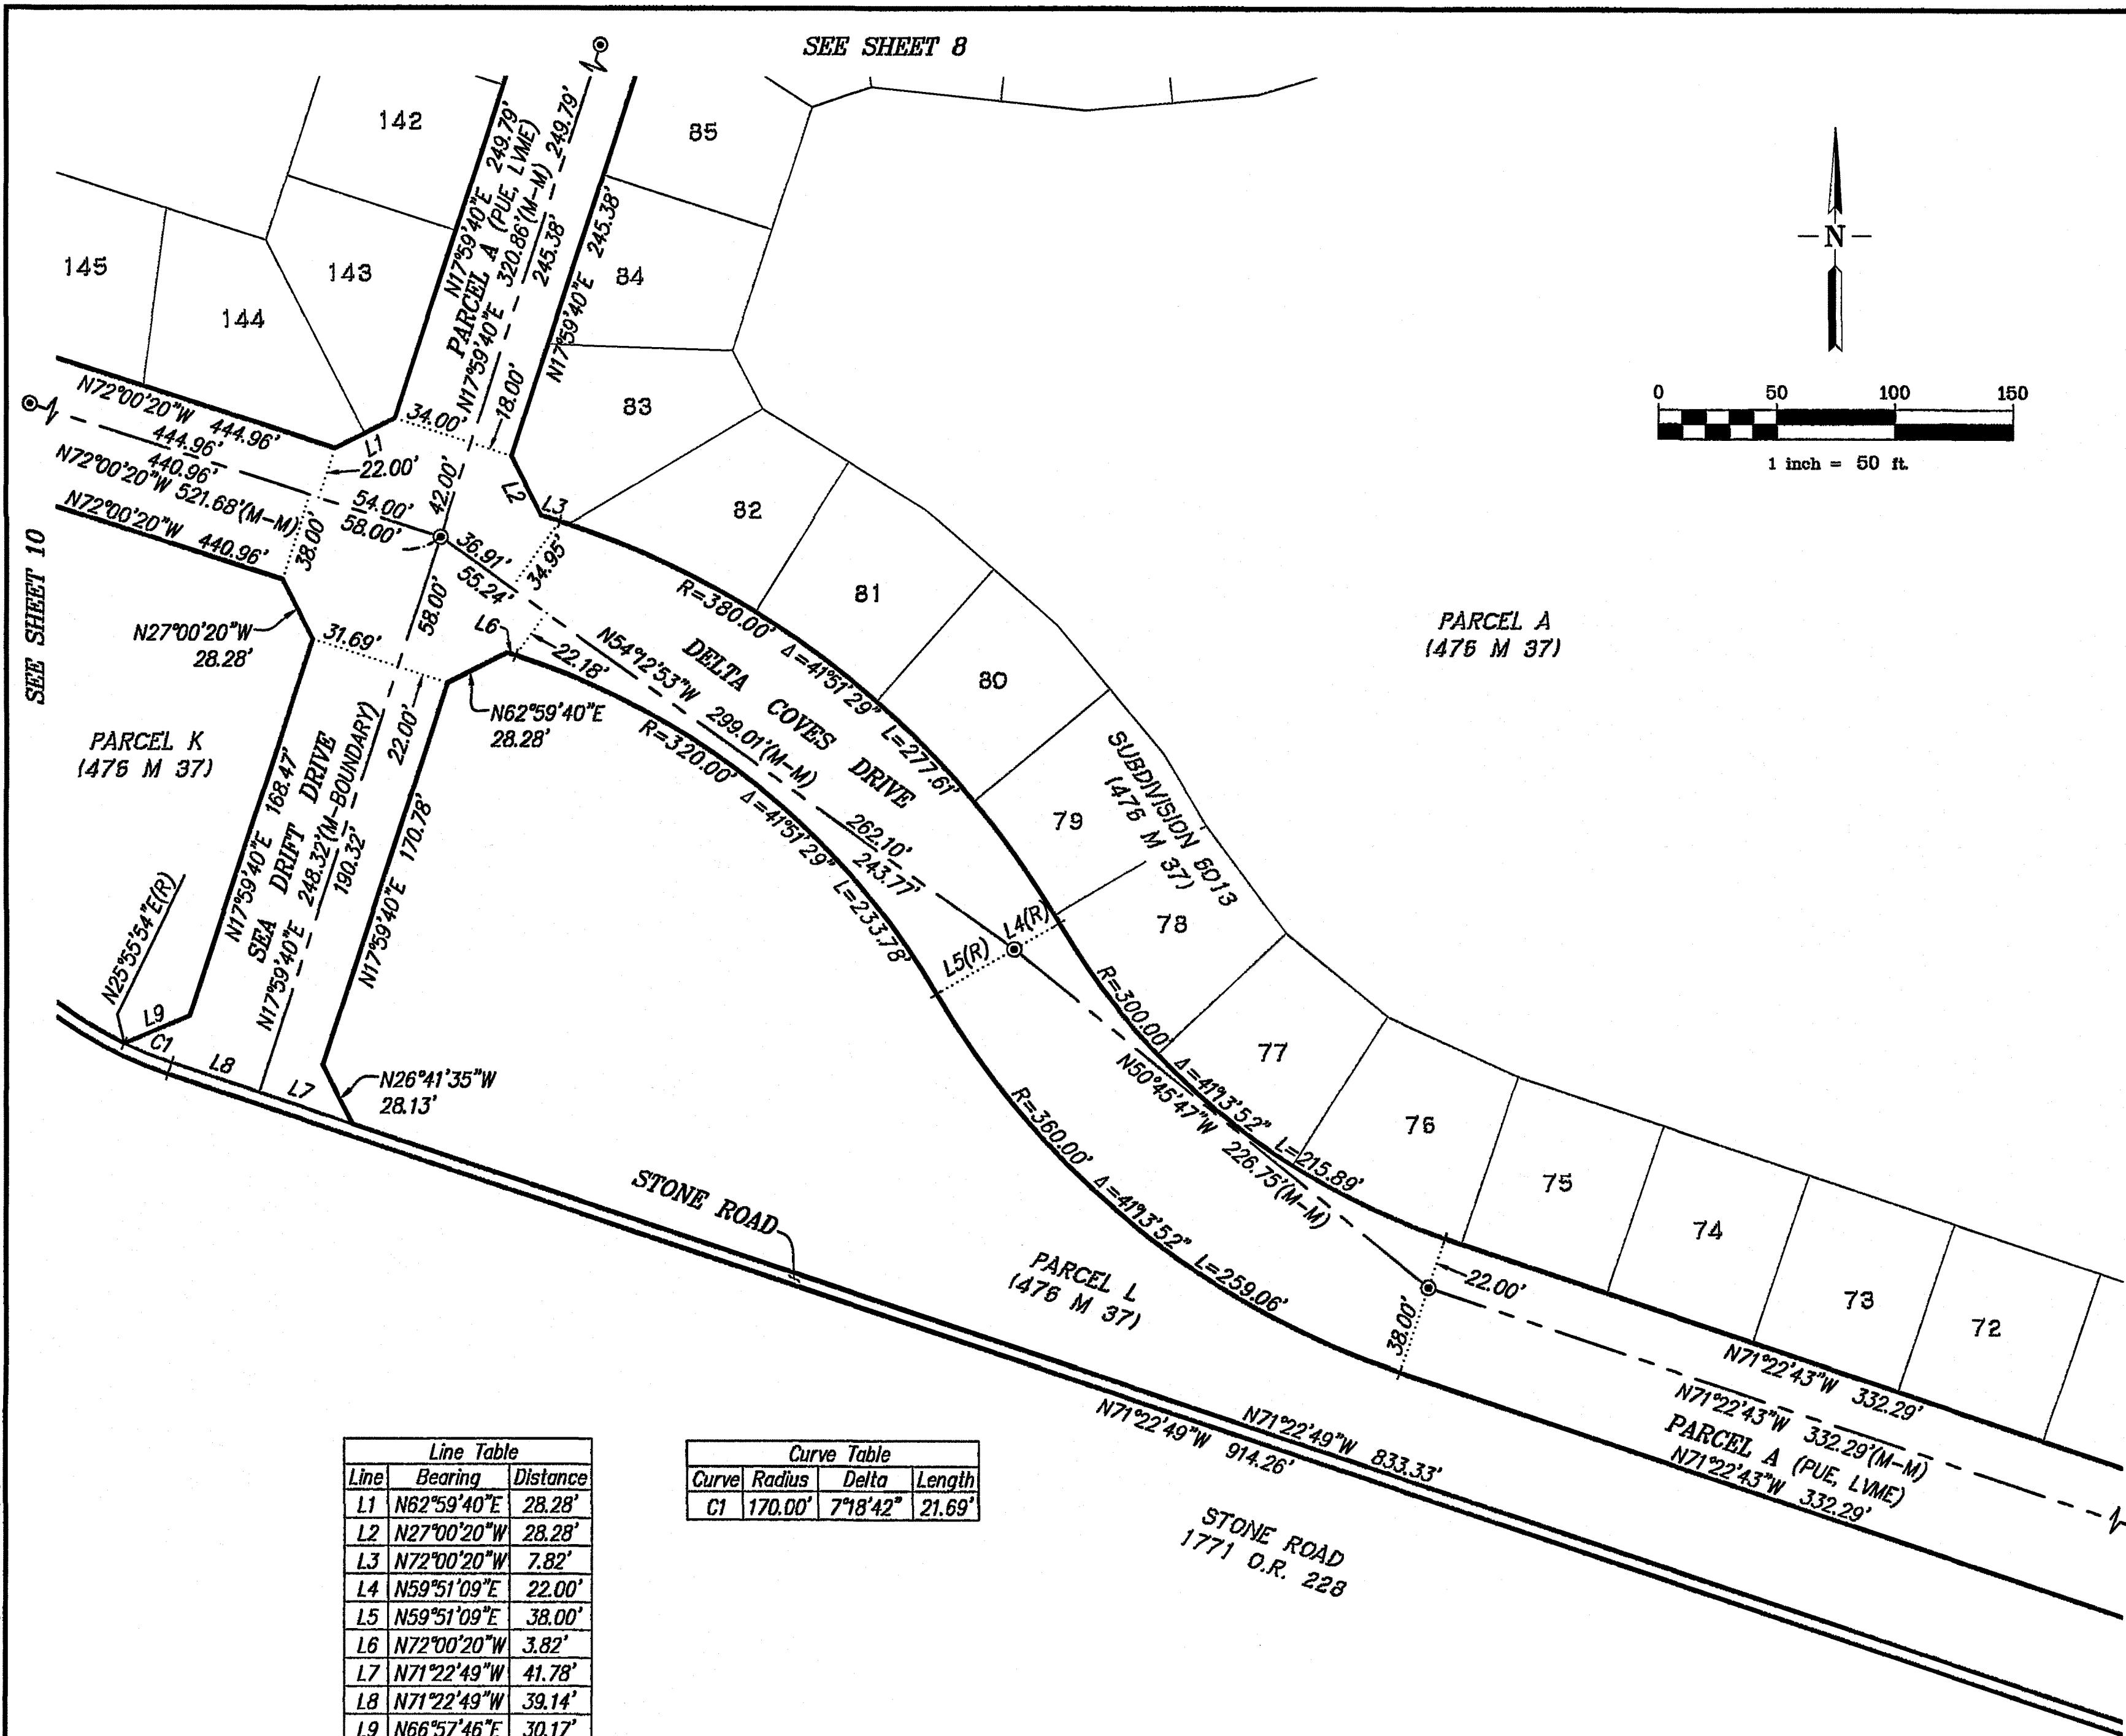 SEE SHEET 8
142
85
N17°59'40"E 249.79'
PARCEL A (PUE, LVME)
N17°59'40"E 320.86'(M-M) 249.79'
245.38'
N17°59'40"E 245.38'
145
143
144
84
83
N
0 50 100 150
1 inch = 50 ft.
N72°00'20"W 444.96'
444.96'
440.96'
N72°00'20"W 521.68'(M-M)
N72°00'20"W 440.96'
L1
34.00'
18.00'
22.00'
42.00'
54.00'
58.00'
38.00'
L2
L3
36.91'
55.24'
34.95'
58.00'
SEE SHEET 10
N27°00'20"W
28.28'
31.69'
L6
22.18'
N62°59'40"E
28.28'
22.00'
82
81
80
79
78
77
76
75
74
73
72
R=380.00' Δ=41°51'29" L=277.61'
DELTA COVES DRIVE
N54°12'53"W 299.01'(M-M)
262.10'
243.77'
R=320.00' Δ=41°51'29" L=233.78'
SUBDIVISION 6013
(476 M 37)
PARCEL A
(476 M 37)
PARCEL K
(476 M 37)
N17°59'40"E 168.47'
SEA DRIFT DRIVE
N17°59'40"E 248.32'(M-BOUNDARY)
190.32'
N17°59'40"E 170.78'
N25°55'54"E(R)
L9
C1
L8
L7
N26°41'35"W
28.13'
L4(R)
L5(R)
R=300.00' Δ=41°13'52" L=215.89'
N50°45'47"W 226.75'(M-M)
R=360.00' Δ=41°13'52" L=259.06'
STONE ROAD
PARCEL L
(476 M 37)
22.00'
38.00'
N71°22'43"W 332.29'
N71°22'43"W 332.29'(M-M)
PARCEL A (PUE, LVME)
N71°22'43"W 332.29'
N71°22'49"W 833.33'
N71°22'49"W 914.26'
STONE ROAD
1771 O.R. 228
Line Table
Line Bearing Distance
L1 N62°59'40"E 28.28'
L2 N27°00'20"W 28.28'
L3 N72°00'20"W 7.82'
L4 N59°51'09"E 22.00'
L5 N59°51'09"E 38.00'
L6 N72°00'20"W 3.82'
L7 N71°22'49"W 41.78'
L8 N71°22'49"W 39.14'
L9 N66°57'46"E 30.17'
Curve Table
Curve Radius Delta Length
C1 170.00' 7°18'42" 21.69'